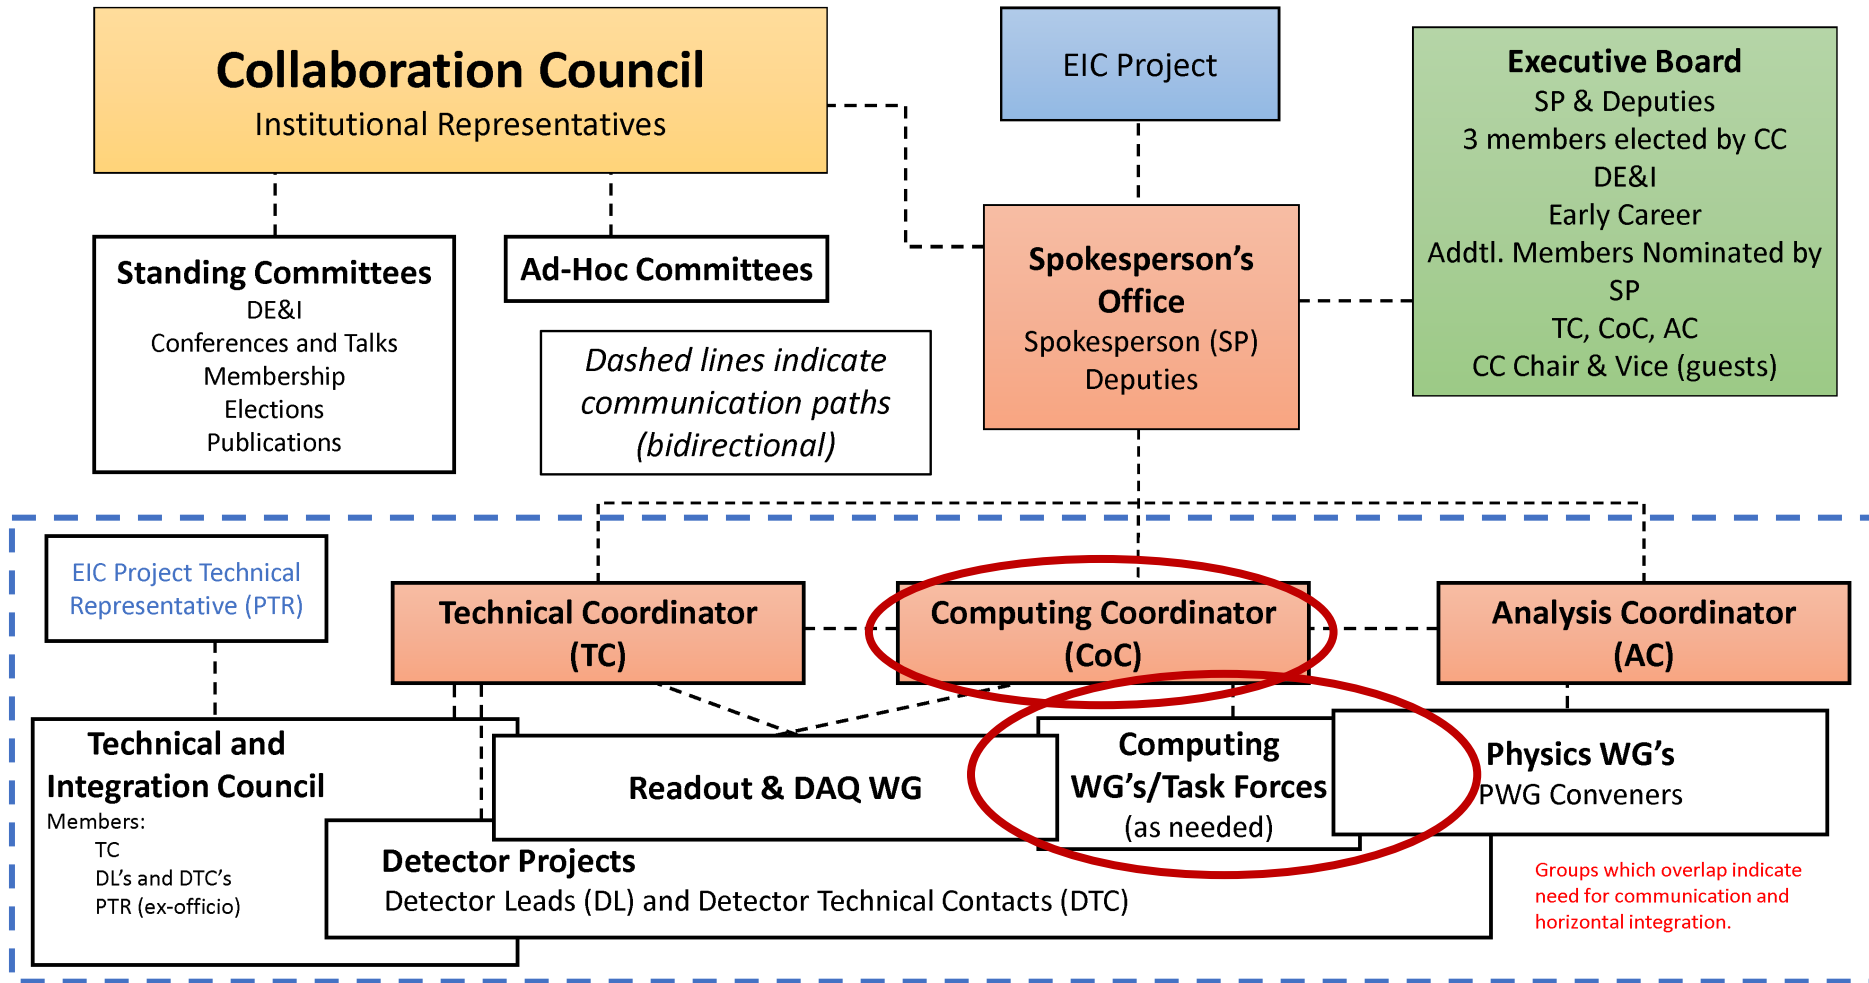 Collaboration Council
Institutional Representatives
EIC Project
Executive Board
SP & Deputies
3 members elected by CC
DE&I
Early Career
Addtl. Members Nominated by
SP
TC, CoC, AC
CC Chair & Vice (guests)
Standing Committees
DE&I
Conferences and Talks
Membership
Elections
Publications
Ad-Hoc Committees
Dashed lines indicate
communication paths
(bidirectional)
Spokesperson’s
Office
Spokesperson (SP)
Deputies
EIC Project Technical
Representative (PTR)
Technical Coordinator
(TC)
Computing Coordinator
(CoC)
Analysis Coordinator
(AC)
Technical and
Integration Council
Members:
TC
DL’s and DTC’s
PTR (ex-officio)
Readout & DAQ WG
Computing
WG’s/Task Forces
(as needed)
Physics WG’s
PWG Conveners
Detector Projects
Detector Leads (DL) and Detector Technical Contacts (DTC)
Groups which overlap indicate
need for communication and
horizontal integration.